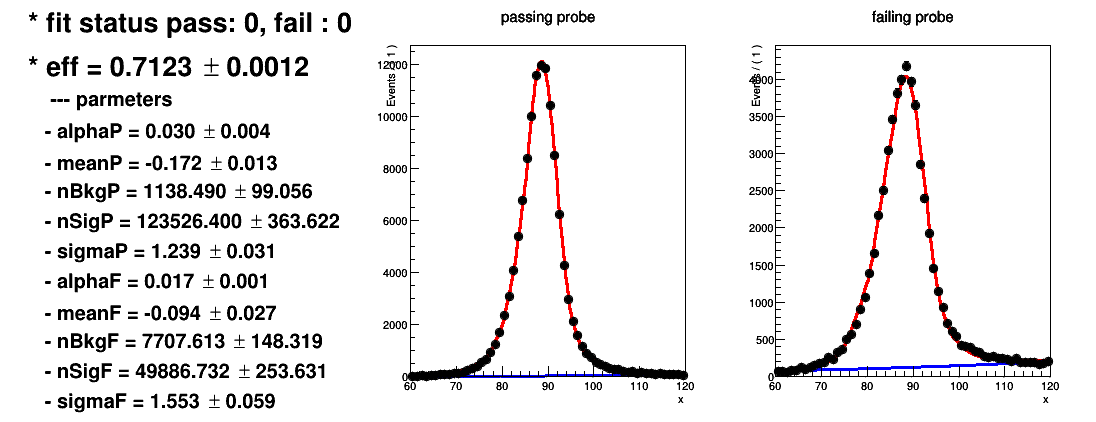 * fit status pass: 0, fail : 0
* eff = 0.7123 ± 0.0012
--- parmeters
- alphaP = 0.030 ± 0.004
- meanP = -0.172 ± 0.013
- nBkgP = 1138.490 ± 99.056
- nSigP = 123526.400 ± 363.622
- sigmaP = 1.239 ± 0.031
- alphaF = 0.017 ± 0.001
- meanF = -0.094 ± 0.027
- nBkgF = 7707.613 ± 148.319
- nSigF = 49886.732 ± 253.631
- sigmaF = 1.553 ± 0.059
passing probe
Events / ( 1 )
12000
10000
8000
6000
4000
2000
0
60 70 80 90 100 110 120
x
failing probe
Events / ( 1 )
4000
3500
3000
2500
2000
1500
1000
500
0
60 70 80 90 100 110 120
x